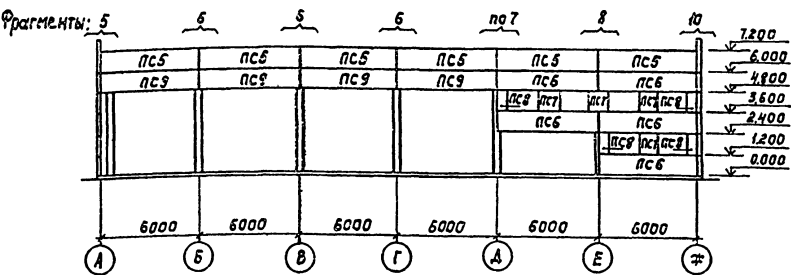 Фрагменты: 5 6 5 6 по 7 8 10
7.200
ПС5 ПС5 ПС5 ПС5 ПС5 ПС5
6.000
ПС9 ПС9 ПС9 ПС9 ПС6 ПС6
4.800
ПС8 ПС7 ПС7 ПС8
3.600
ПС6 ПС6
2.400
ПС8 ПС8
1.200
ПС6
0.000
6000 6000 6000 6000 6000 6000
А Б В Г Д Е Ж